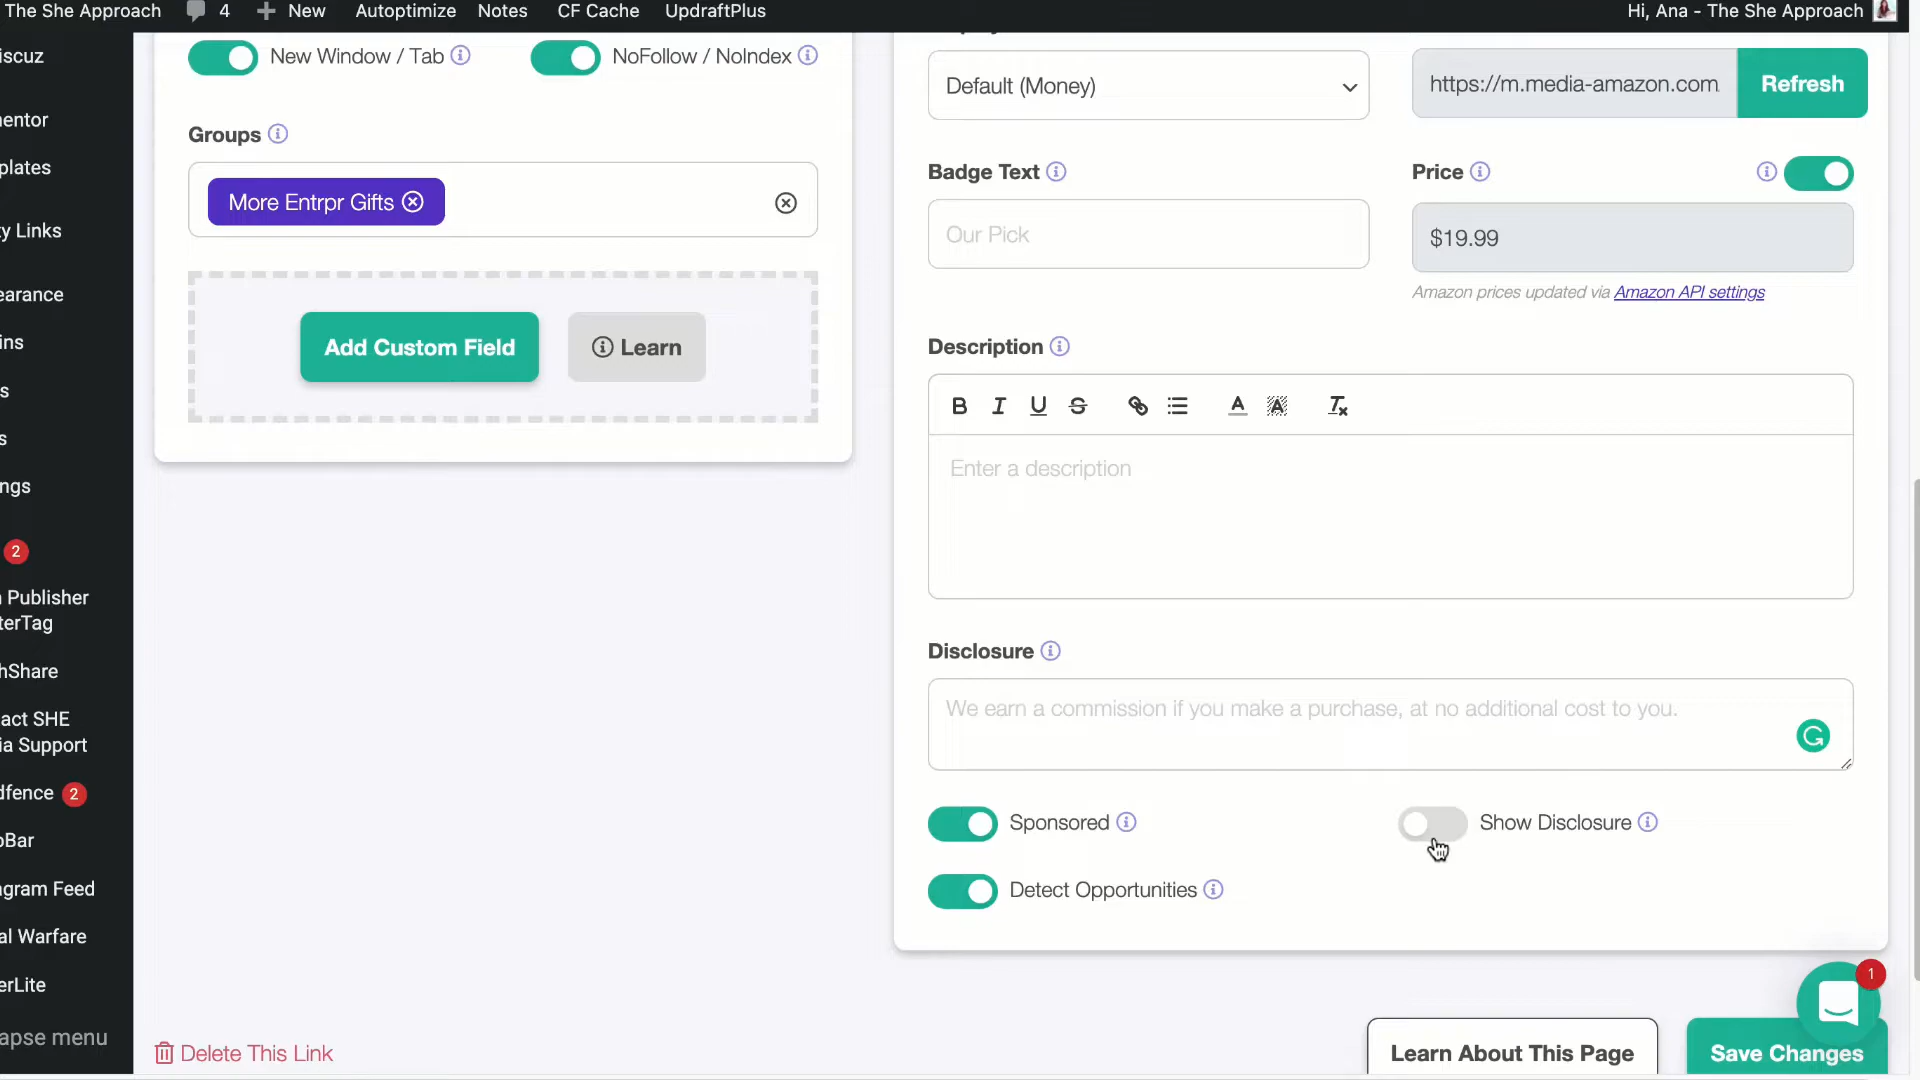 The She Approach 4 New Autoptimize Notes CF Cache UpdraftPlus Hi, Ana - The She Approach
iscuz
entor
plates
y Links
earance
ins
s
s
ngs
2
Publisher
terTag
hShare
act SHE
ia Support
dfence 2
oBar
gram Feed
al Warfare
erLite
apse menu
New Window / Tab
NoFollow / NoIndex
Groups
More Entrpr Gifts
Add Custom Field
Learn
Default (Money)
https://m.media-amazon.com
Refresh
Badge Text
Our Pick
Price
$19.99
Amazon prices updated via Amazon API settings
Description
B I U S A A Tx
Enter a description
Disclosure
We earn a commission if you make a purchase, at no additional cost to you.
Sponsored
Show Disclosure
Detect Opportunities
1
Delete This Link
Learn About This Page
Save Changes